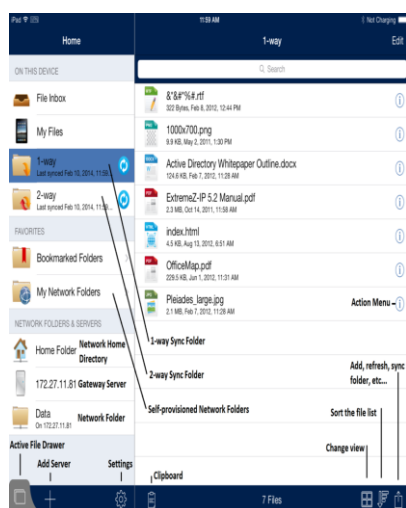 iPad
11:59 AM
Not Charging
Home
1-way
Edit
ON THIS DEVICE
Search
File Inbox
My Files
1-way
Last synced Feb 10, 2014, 11:59...
2-way
Last synced Feb 10, 2014, 11:59...
FAVORITES
Bookmarked Folders
My Network Folders
NETWORK FOLDERS & SERVERS
Home Folder Network Home Directory
172.27.11.81 Gateway Server
Data
On 172.27.11.81
Network Folder
Active File Drawer
Add Server
Settings
&"&#"%#.rtf
322 Bytes, Feb 8, 2012, 12:44 PM
1000x700.png
9.9 KB, May 2, 2011, 1:30 PM
Active Directory Whitepaper Outline.docx
124.6 KB, Feb 7, 2012, 11:28 AM
ExtremeZ-IP 5.2 Manual.pdf
2.3 MB, Oct 14, 2011, 11:58 AM
index.html
4.5 KB, Aug 13, 2012, 6:51 AM
OfficeMap.pdf
229.5 KB, Jun 1, 2011, 11:31 AM
Pleiades_large.jpg
2.1 MB, Feb 7, 2012, 11:28 AM
Action Menu
1-way Sync Folder
2-way Sync Folder
Add, refresh, sync
folder, etc...
Self-provisioned Network Folders
Sort the file list
Change view
Clipboard
7 Files